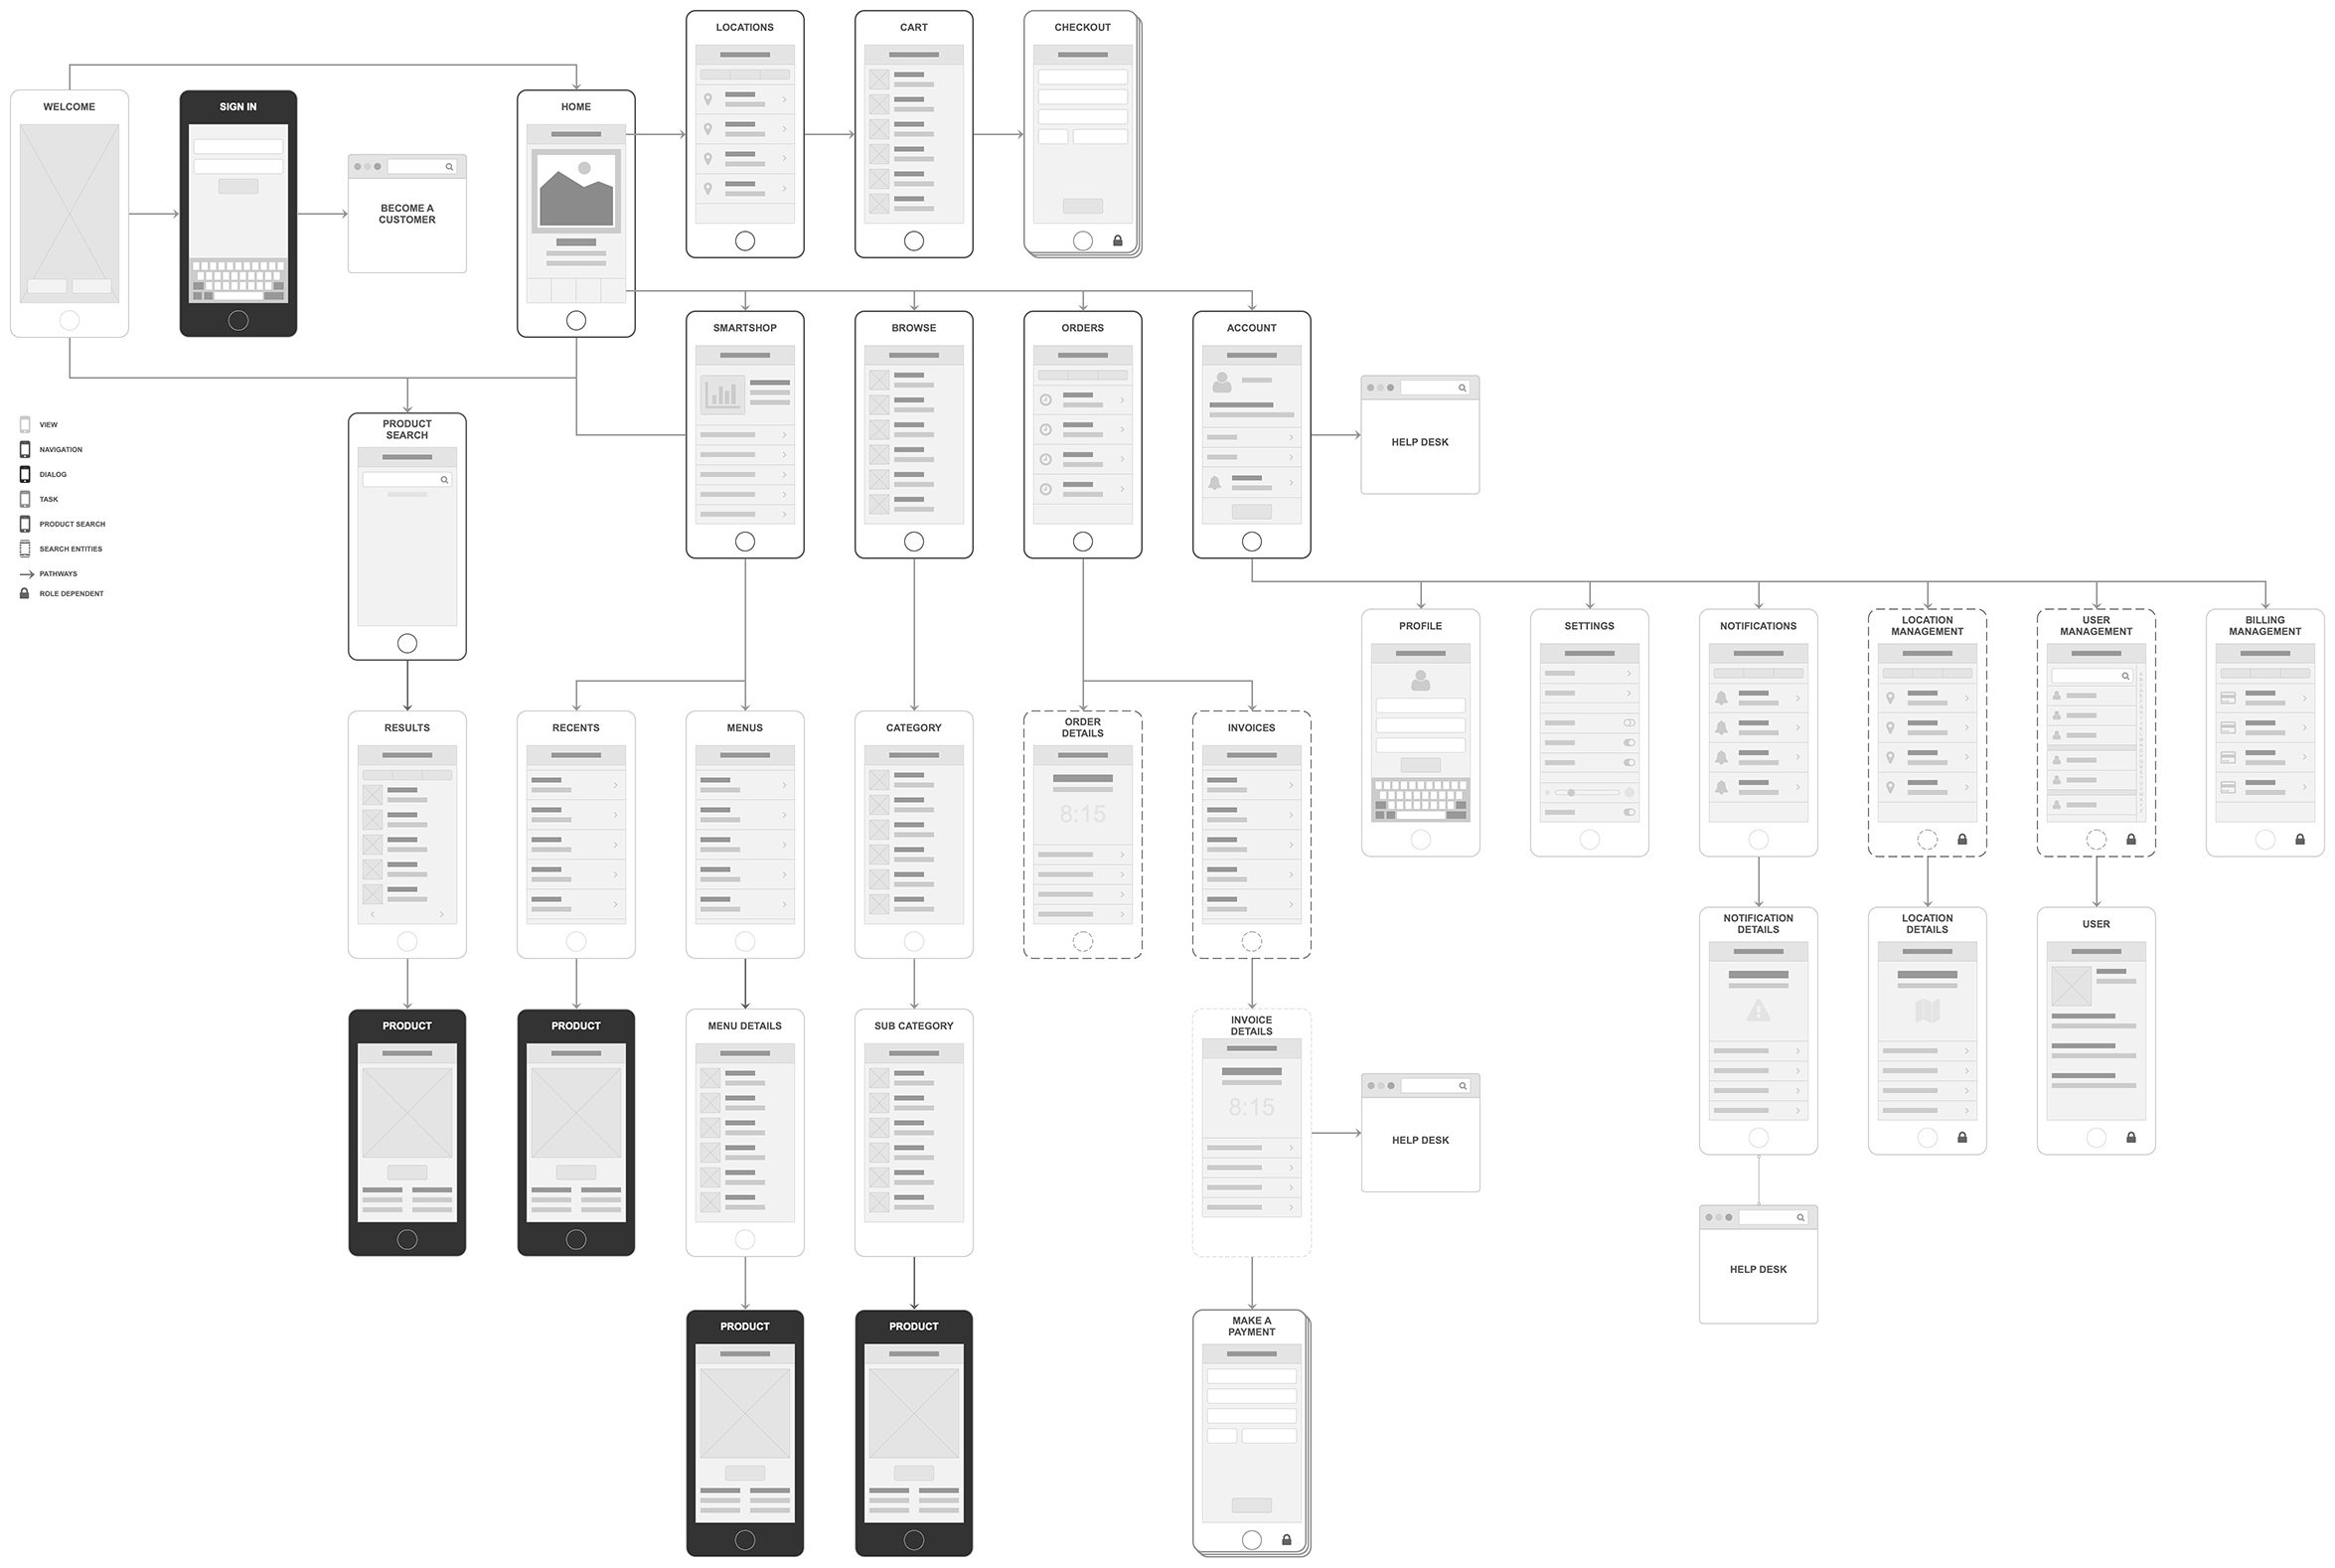 LOCATIONS
CART
CHECKOUT
WELCOME
SIGN IN
HOME
BECOME A
CUSTOMER
SMARTSHOP
BROWSE
ORDERS
ACCOUNT
PRODUCT
SEARCH
HELP DESK
VIEW
NAVIGATION
DIALOG
TASK
PRODUCT SEARCH
SEARCH ENTITIES
PATHWAYS
ROLE DEPENDENT
PROFILE
SETTINGS
NOTIFICATIONS
LOCATION
MANAGEMENT
USER
MANAGEMENT
BILLING
MANAGEMENT
RESULTS
RECENTS
MENUS
CATEGORY
ORDER
DETAILS
8:15
INVOICES
NOTIFICATION
DETAILS
LOCATION
DETAILS
USER
PRODUCT
PRODUCT
MENU DETAILS
SUB CATEGORY
INVOICE
DETAILS
8:15
HELP DESK
HELP DESK
PRODUCT
PRODUCT
MAKE A
PAYMENT